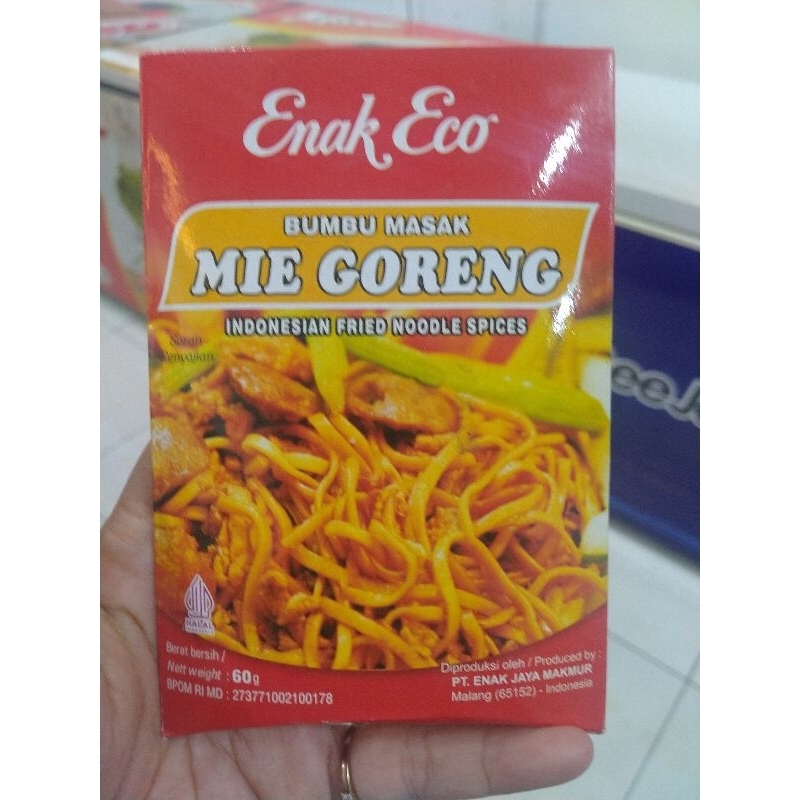 Enak Eco
BUMBU MASAK
MIE GORENG
INDONESIAN FRIED NOODLE SPICES
Saran
Penyajian
HALAL
Berat bersih /
Nett weight : 60g
BPOM RI MD : 273771002100178
Diproduksi oleh / Produced by :
PT. ENAK JAYA MAKMUR
Malang (65152) - Indonesia